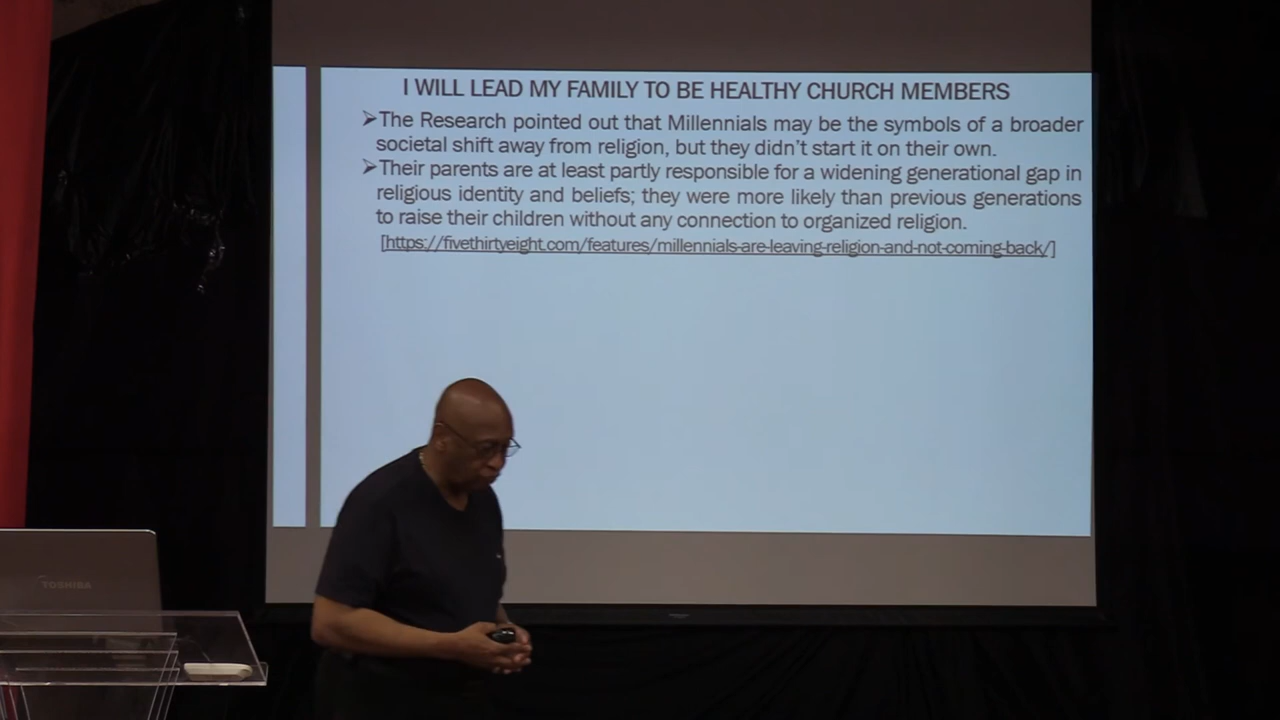 I WILL LEAD MY FAMILY TO BE HEALTHY CHURCH MEMBERS
➢The Research pointed out that Millennials may be the symbols of a broader
societal shift away from religion, but they didn't start it on their own.
➢Their parents are at least partly responsible for a widening generational gap in
religious identity and beliefs; they were more likely than previous generations
to raise their children without any connection to organized religion.
[https://fivethirtyeight.com/features/millennials-are-leaving-religion-and-not-coming-back/]
TOSHIBA